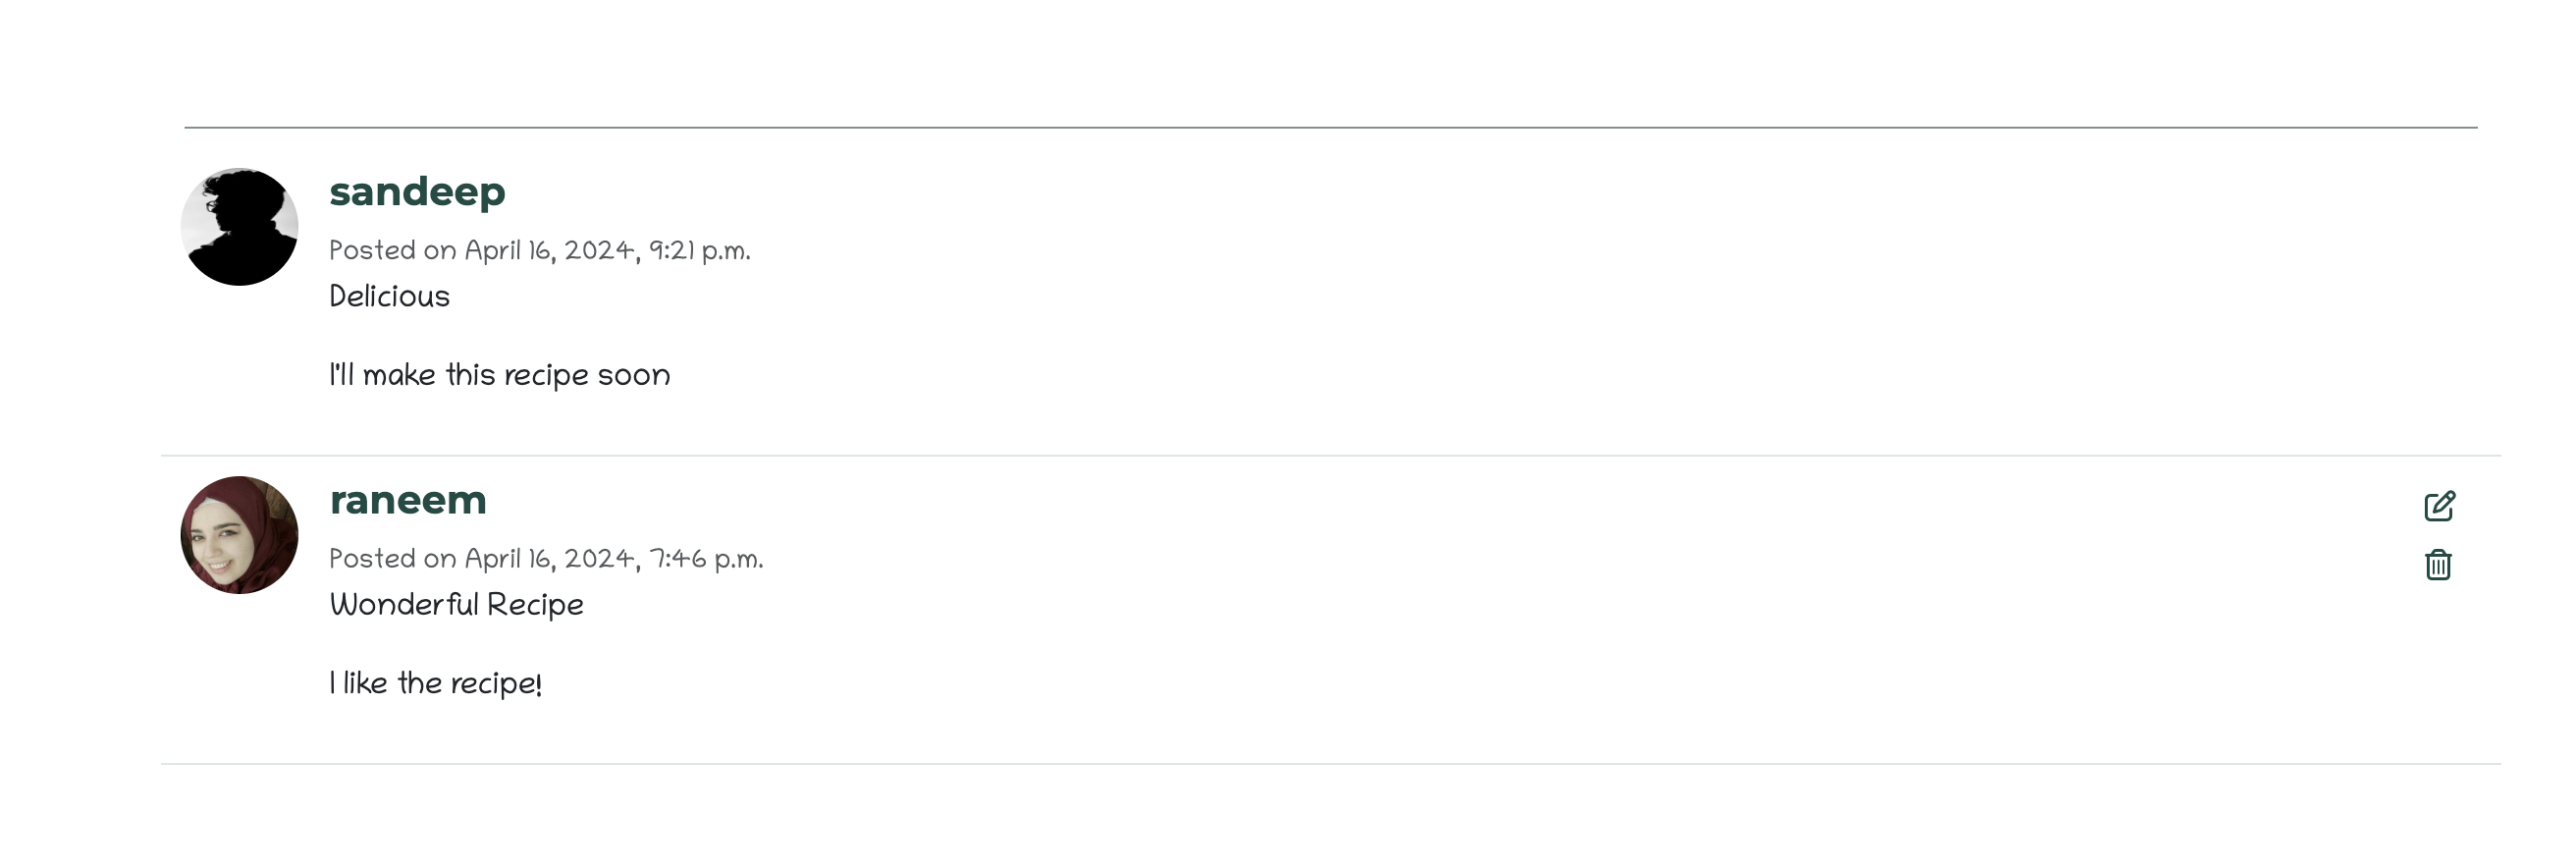 sandeep
Posted on April 16, 2024, 9:21 p.m.
Delicious
I'll make this recipe soon
raneem
Posted on April 16, 2024, 7:46 p.m.
Wonderful Recipe
I like the recipe!